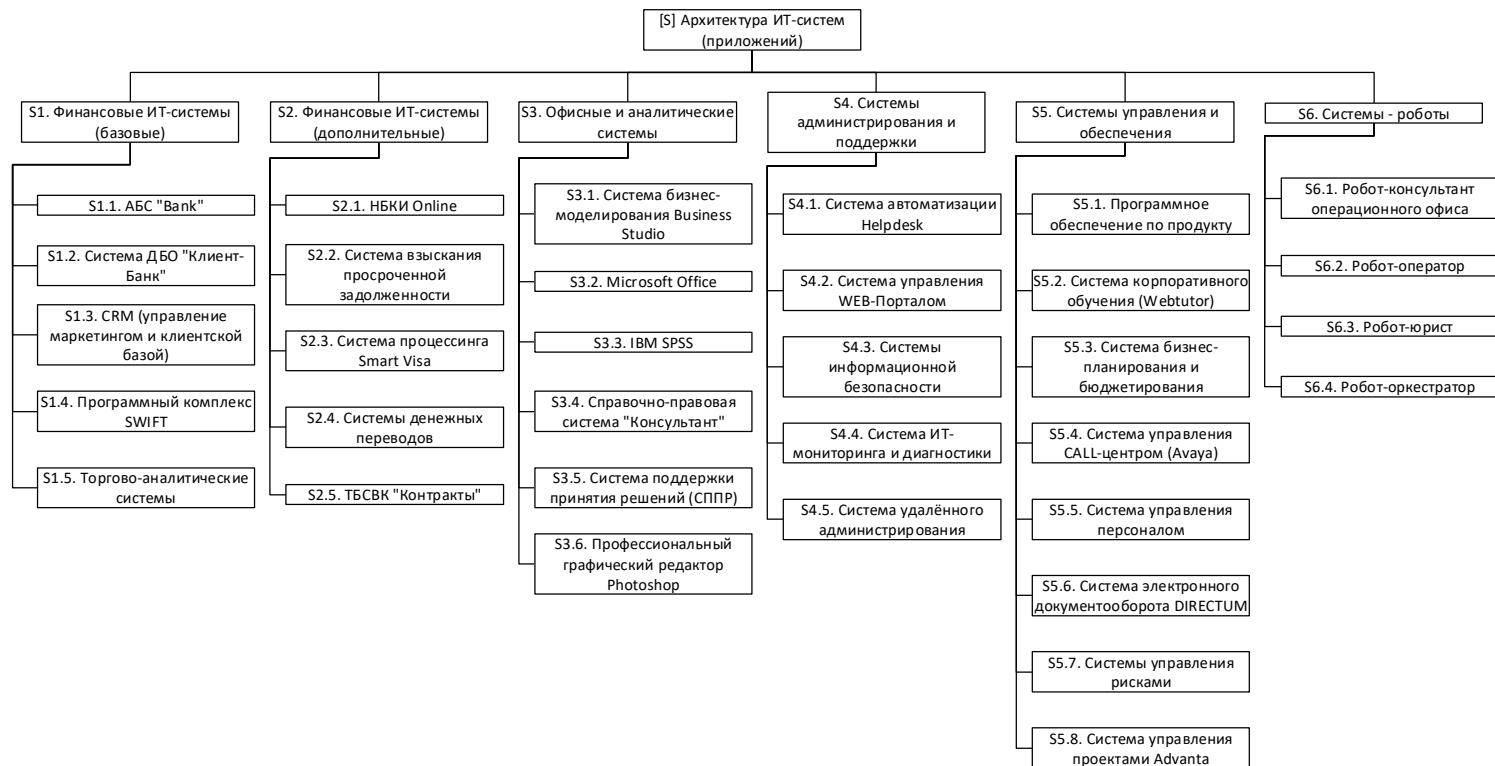 [S] Архитектура ИТ-систем
(приложений)
S1. Финансовые ИТ-системы
(базовые)
S1.1. АБС "Bank"
S1.2. Система ДБО "Клиент-
Банк"
S1.3. CRM (управление
маркетингом и клиентской
базой)
S1.4. Программный комплекс
SWIFT
S1.5. Торгово-аналитические
системы
S2. Финансовые ИТ-системы
(дополнительные)
S2.1. НБКИ Online
S2.2. Система взыскания
просроченной
задолженности
S2.3. Система процессинга
Smart Visa
S2.4. Системы денежных
переводов
S2.5. ТБСВК "Контракты"
S3. Офисные и аналитические
системы
S3.1. Система бизнес-
моделирования Business
Studio
S3.2. Microsoft Office
S3.3. IBM SPSS
S3.4. Справочно-правовая
система "Консультант"
S3.5. Система поддержки
принятия решений (СППР)
S3.6. Профессиональный
графический редактор
Photoshop
S4. Системы
администрирования и
поддержки
S4.1. Система автоматизации
Helpdesk
S4.2. Система управления
WEB-Порталом
S4.3. Системы
информационной
безопасности
S4.4. Система ИТ-
мониторинга и диагностики
S4.5. Система удалённого
администрирования
S5. Системы управления и
обеспечения
S5.1. Программное
обеспечение по продукту
S5.2. Система корпоративного
обучения (Webtutor)
S5.3. Система бизнес-
планирования и
бюджетирования
S5.4. Система управления
CALL-центром (Avaya)
S5.5. Система управления
персоналом
S5.6. Система электронного
документооборота DIRECTUM
S5.7. Системы управления
рисками
S5.8. Система управления
проектами Advanta
S6. Системы - роботы
S6.1. Робот-консультант
операционного офиса
S6.2. Робот-оператор
S6.3. Робот-юрист
S6.4. Робот-оркестратор